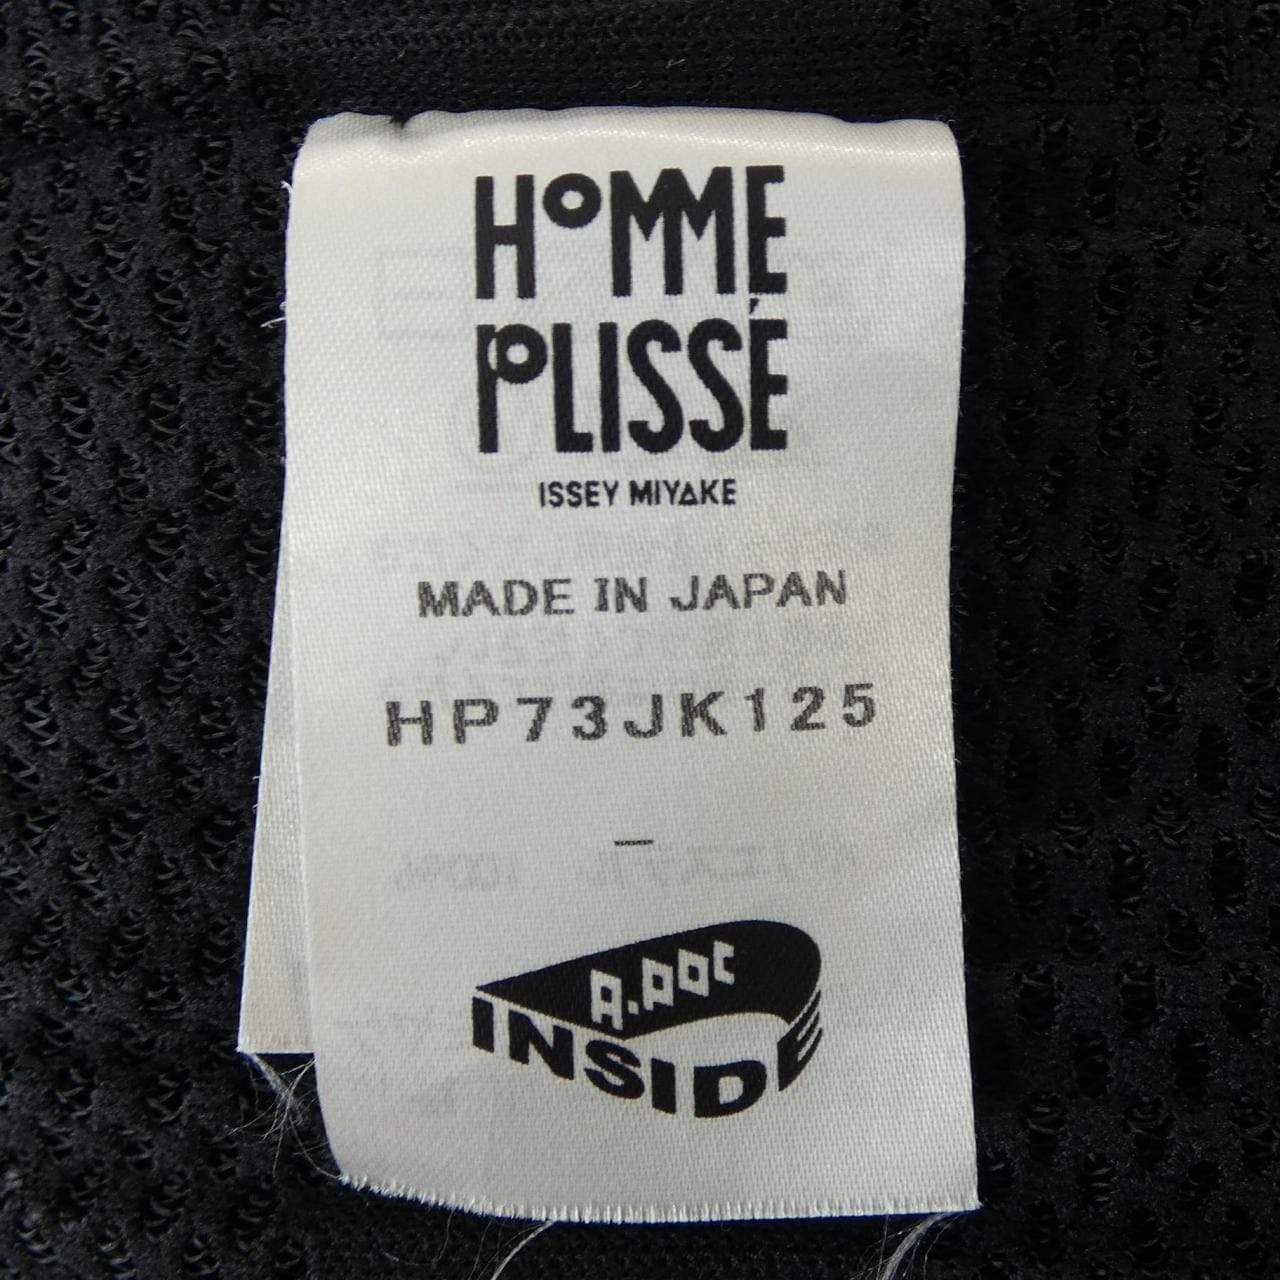 HOMME
PLISSÉ
ISSEY MIYAKE
MADE IN JAPAN
HP73JK125
–
A.POC
INSIDE